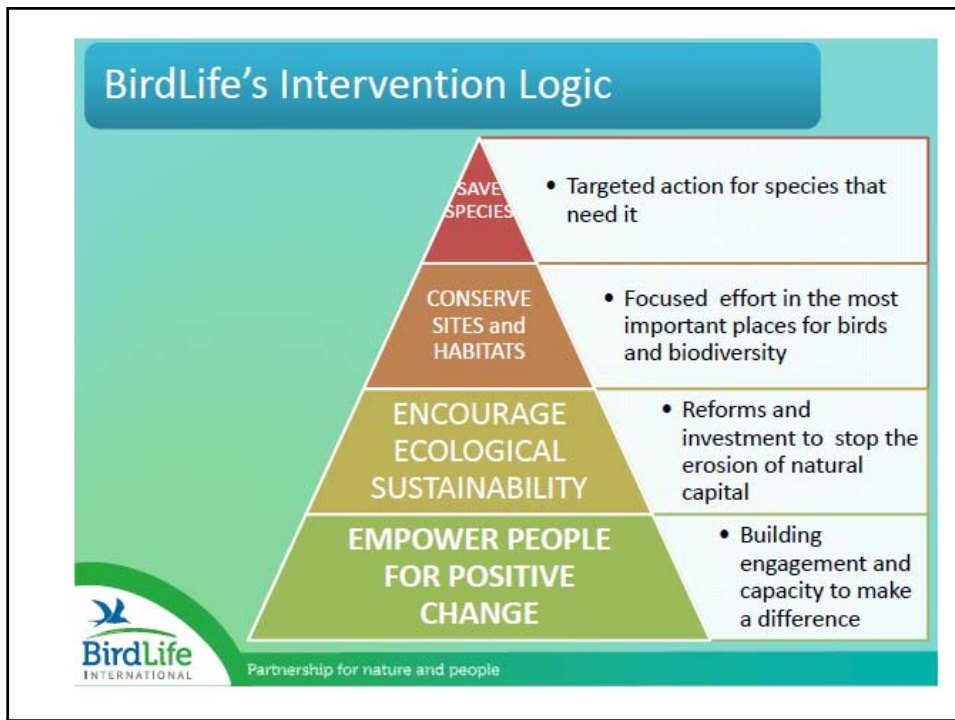 BirdLife's Intervention Logic
SAVE
SPECIES
• Targeted action for species that
need it
CONSERVE
SITES and
HABITATS
• Focused effort in the most
important places for birds
and biodiversity
ENCOURAGE
ECOLOGICAL
SUSTAINABILITY
• Reforms and
investment to stop the
erosion of natural
capital
EMPOWER PEOPLE
FOR POSITIVE
CHANGE
• Building
engagement and
capacity to make
a difference
BirdLife
INTERNATIONAL
Partnership for nature and people